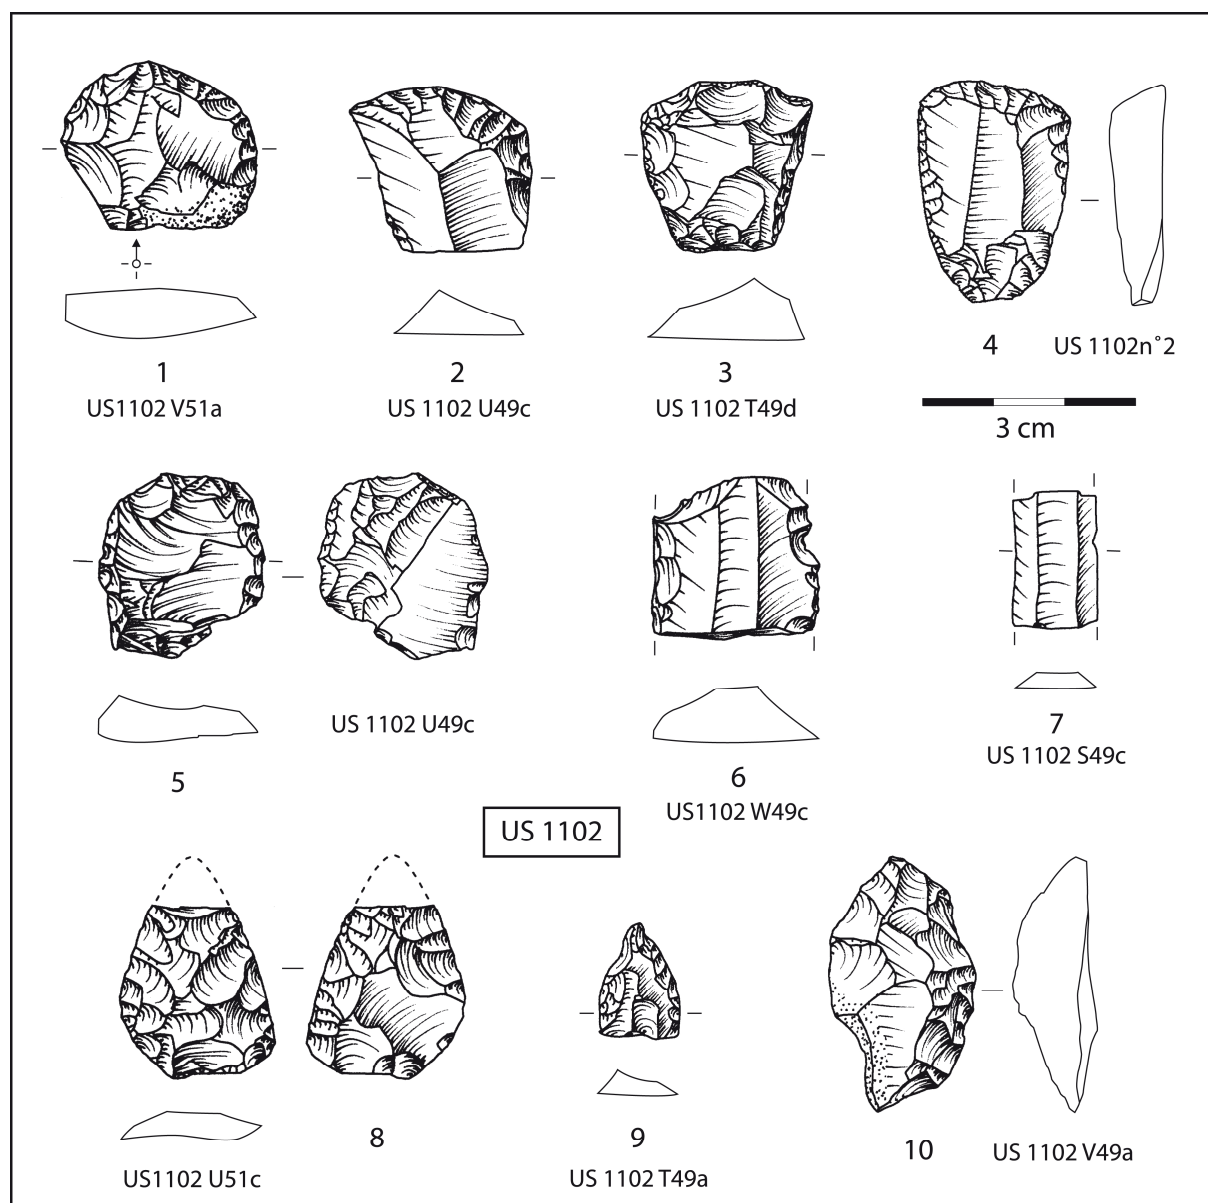 1
US1102 V51a
2
US 1102 U49c
3
US 1102 T49d
4
US 1102n°2
3 cm
5
US 1102 U49c
6
US1102 W49c
7
US 1102 S49c
US 1102
US1102 U51c
8
9
US 1102 T49a
10
US 1102 V49a